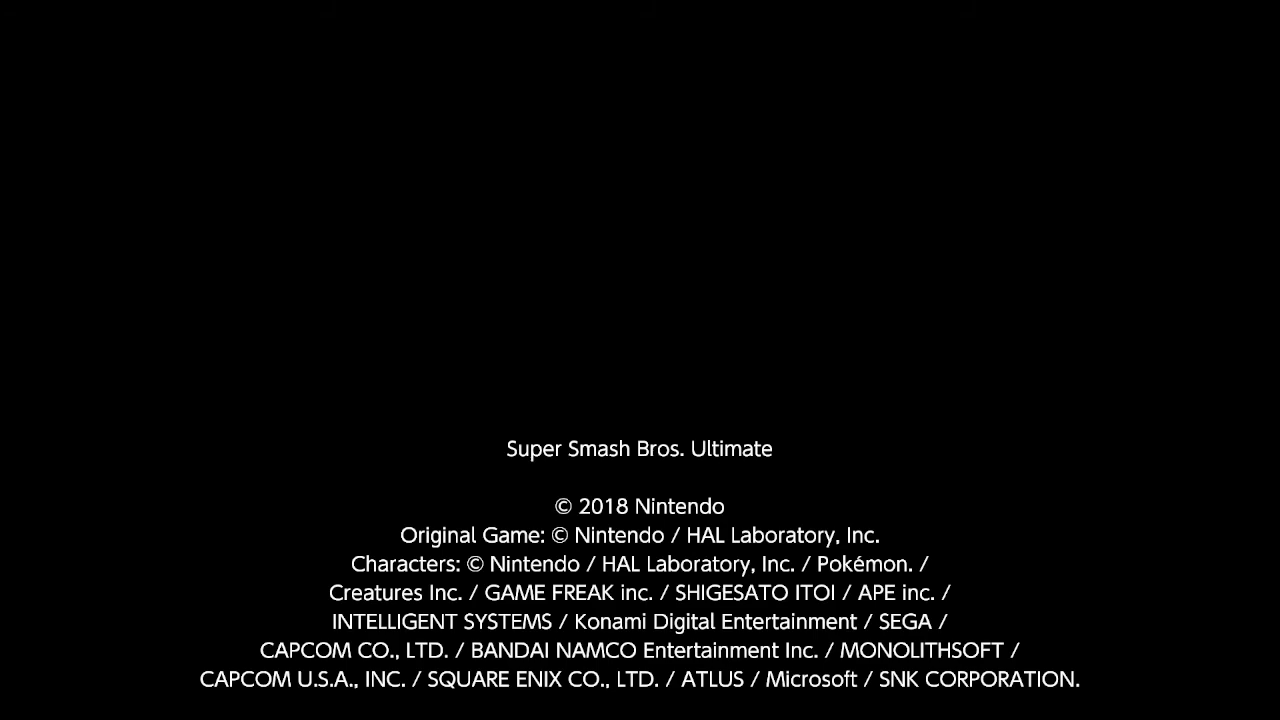 Super Smash Bros. Ultimate
© 2018 Nintendo
Original Game: © Nintendo / HAL Laboratory, Inc.
Characters: © Nintendo / HAL Laboratory, Inc. / Pokémon. /
Creatures Inc. / GAME FREAK inc. / SHIGESATO ITOI / APE inc. /
INTELLIGENT SYSTEMS / Konami Digital Entertainment / SEGA /
CAPCOM CO., LTD. / BANDAI NAMCO Entertainment Inc. / MONOLITHSOFT /
CAPCOM U.S.A., INC. / SQUARE ENIX CO., LTD. / ATLUS / Microsoft / SNK CORPORATION.